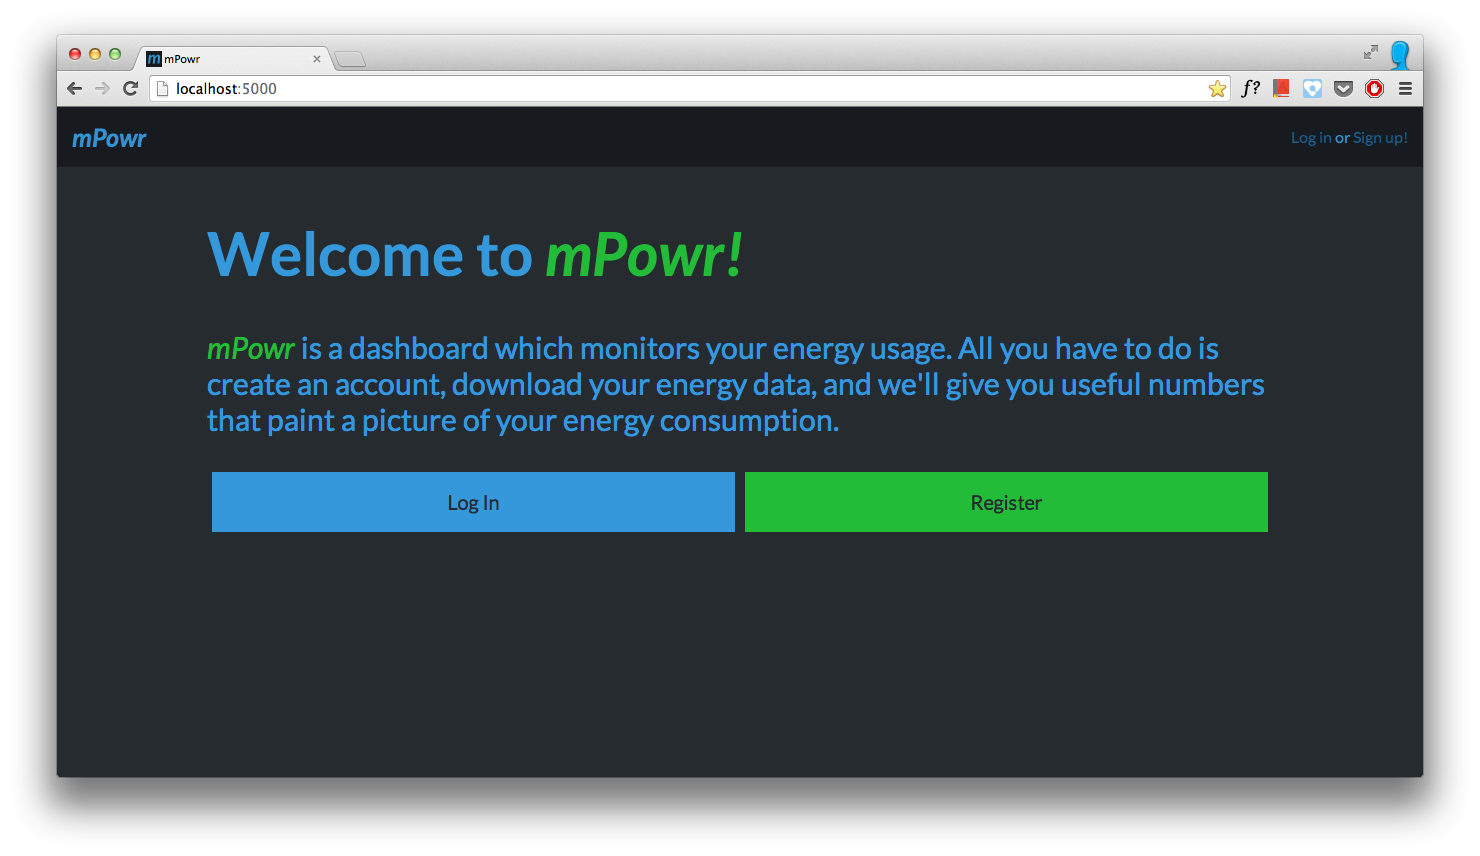 mPowr
localhost:5000
f?
mPowr
Log in or Sign up!
Welcome to mPowr!
mPowr is a dashboard which monitors your energy usage. All you have to do is
create an account, download your energy data, and we'll give you useful numbers
that paint a picture of your energy consumption.
Log In
Register